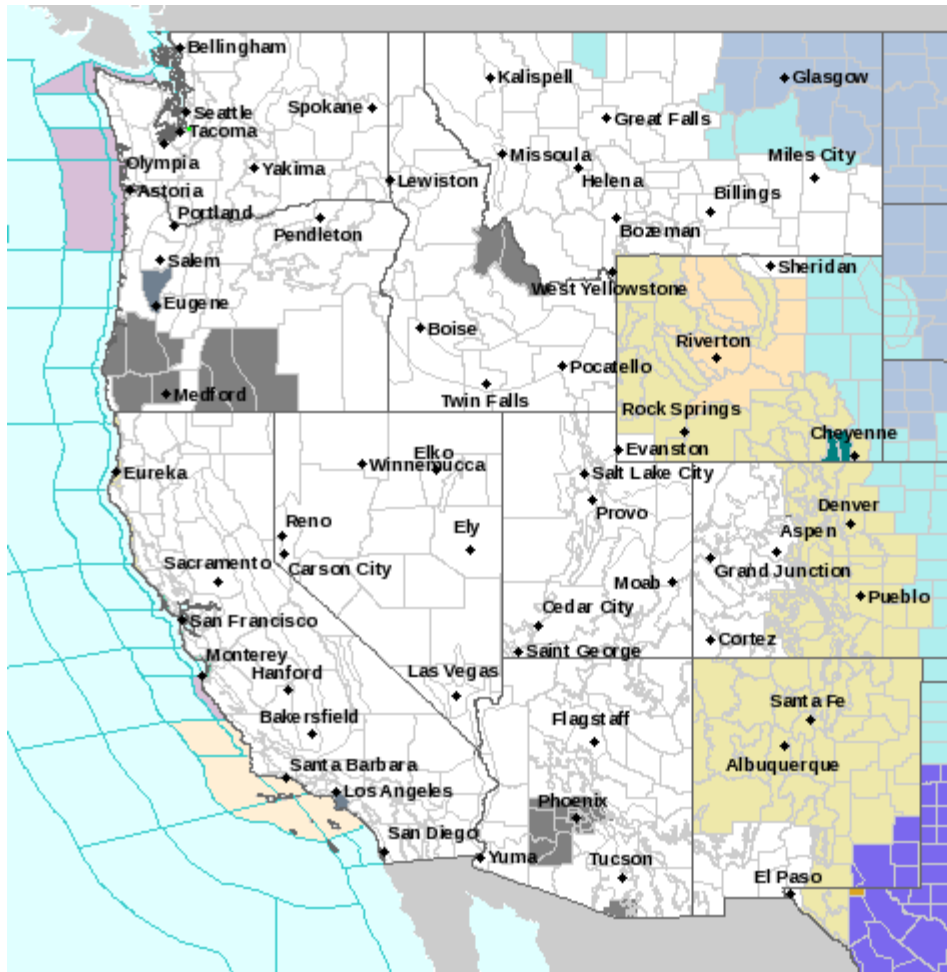 Bellingham
Kalispell
Glasgow
Spokane
Seattle
Great Falls
Tacoma
Olympia
Missoula
Miles City
Yakima
Helena
Lewiston
Astoria
Billings
Portland
Bozeman
Pendleton
Salem
Sheridan
West Yellowstone
Eugene
Boise
Riverton
Pocatello
Medford
Twin Falls
Rock Springs
Cheyenne
Evanston
Elko
Winnemucca
Eureka
Salt Lake City
Provo
Denver
Reno
Ely
Aspen
Carson City
Grand Junction
Sacramento
Moab
Pueblo
Cedar City
San Francisco
Cortez
Saint George
Monterey
Hanford
Las Vegas
Santa Fe
Bakersfield
Flagstaff
Albuquerque
Santa Barbara
Los Angeles
Phoenix
San Diego
Yuma
Tucson
El Paso